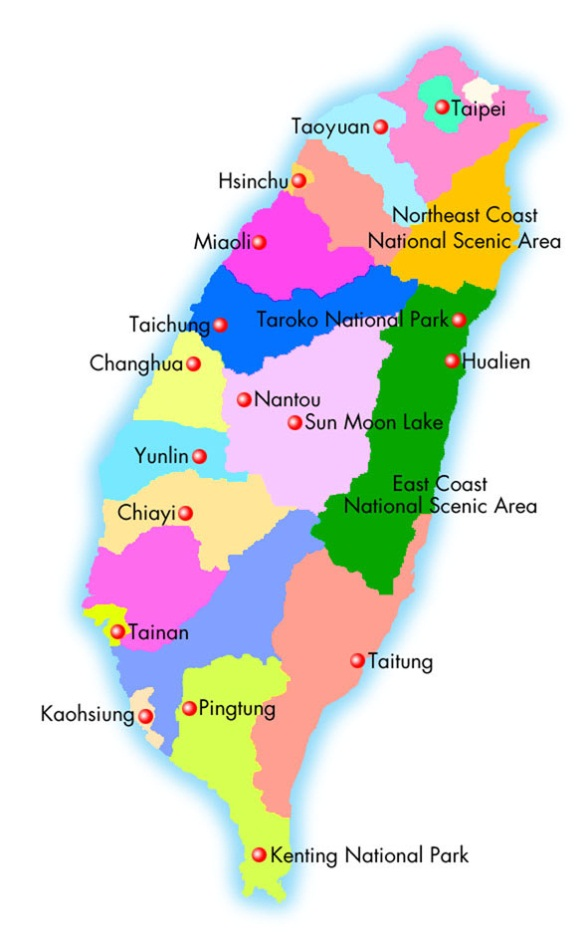 Taipei
Taoyuan
Hsinchu
Northeast Coast
National Scenic Area
Miaoli
Taichung
Taroko National Park
Changhua
Hualien
Nantou
Sun Moon Lake
Yunlin
East Coast
National Scenic Area
Chiayi
Tainan
Taitung
Kaohsiung
Pingtung
Kenting National Park